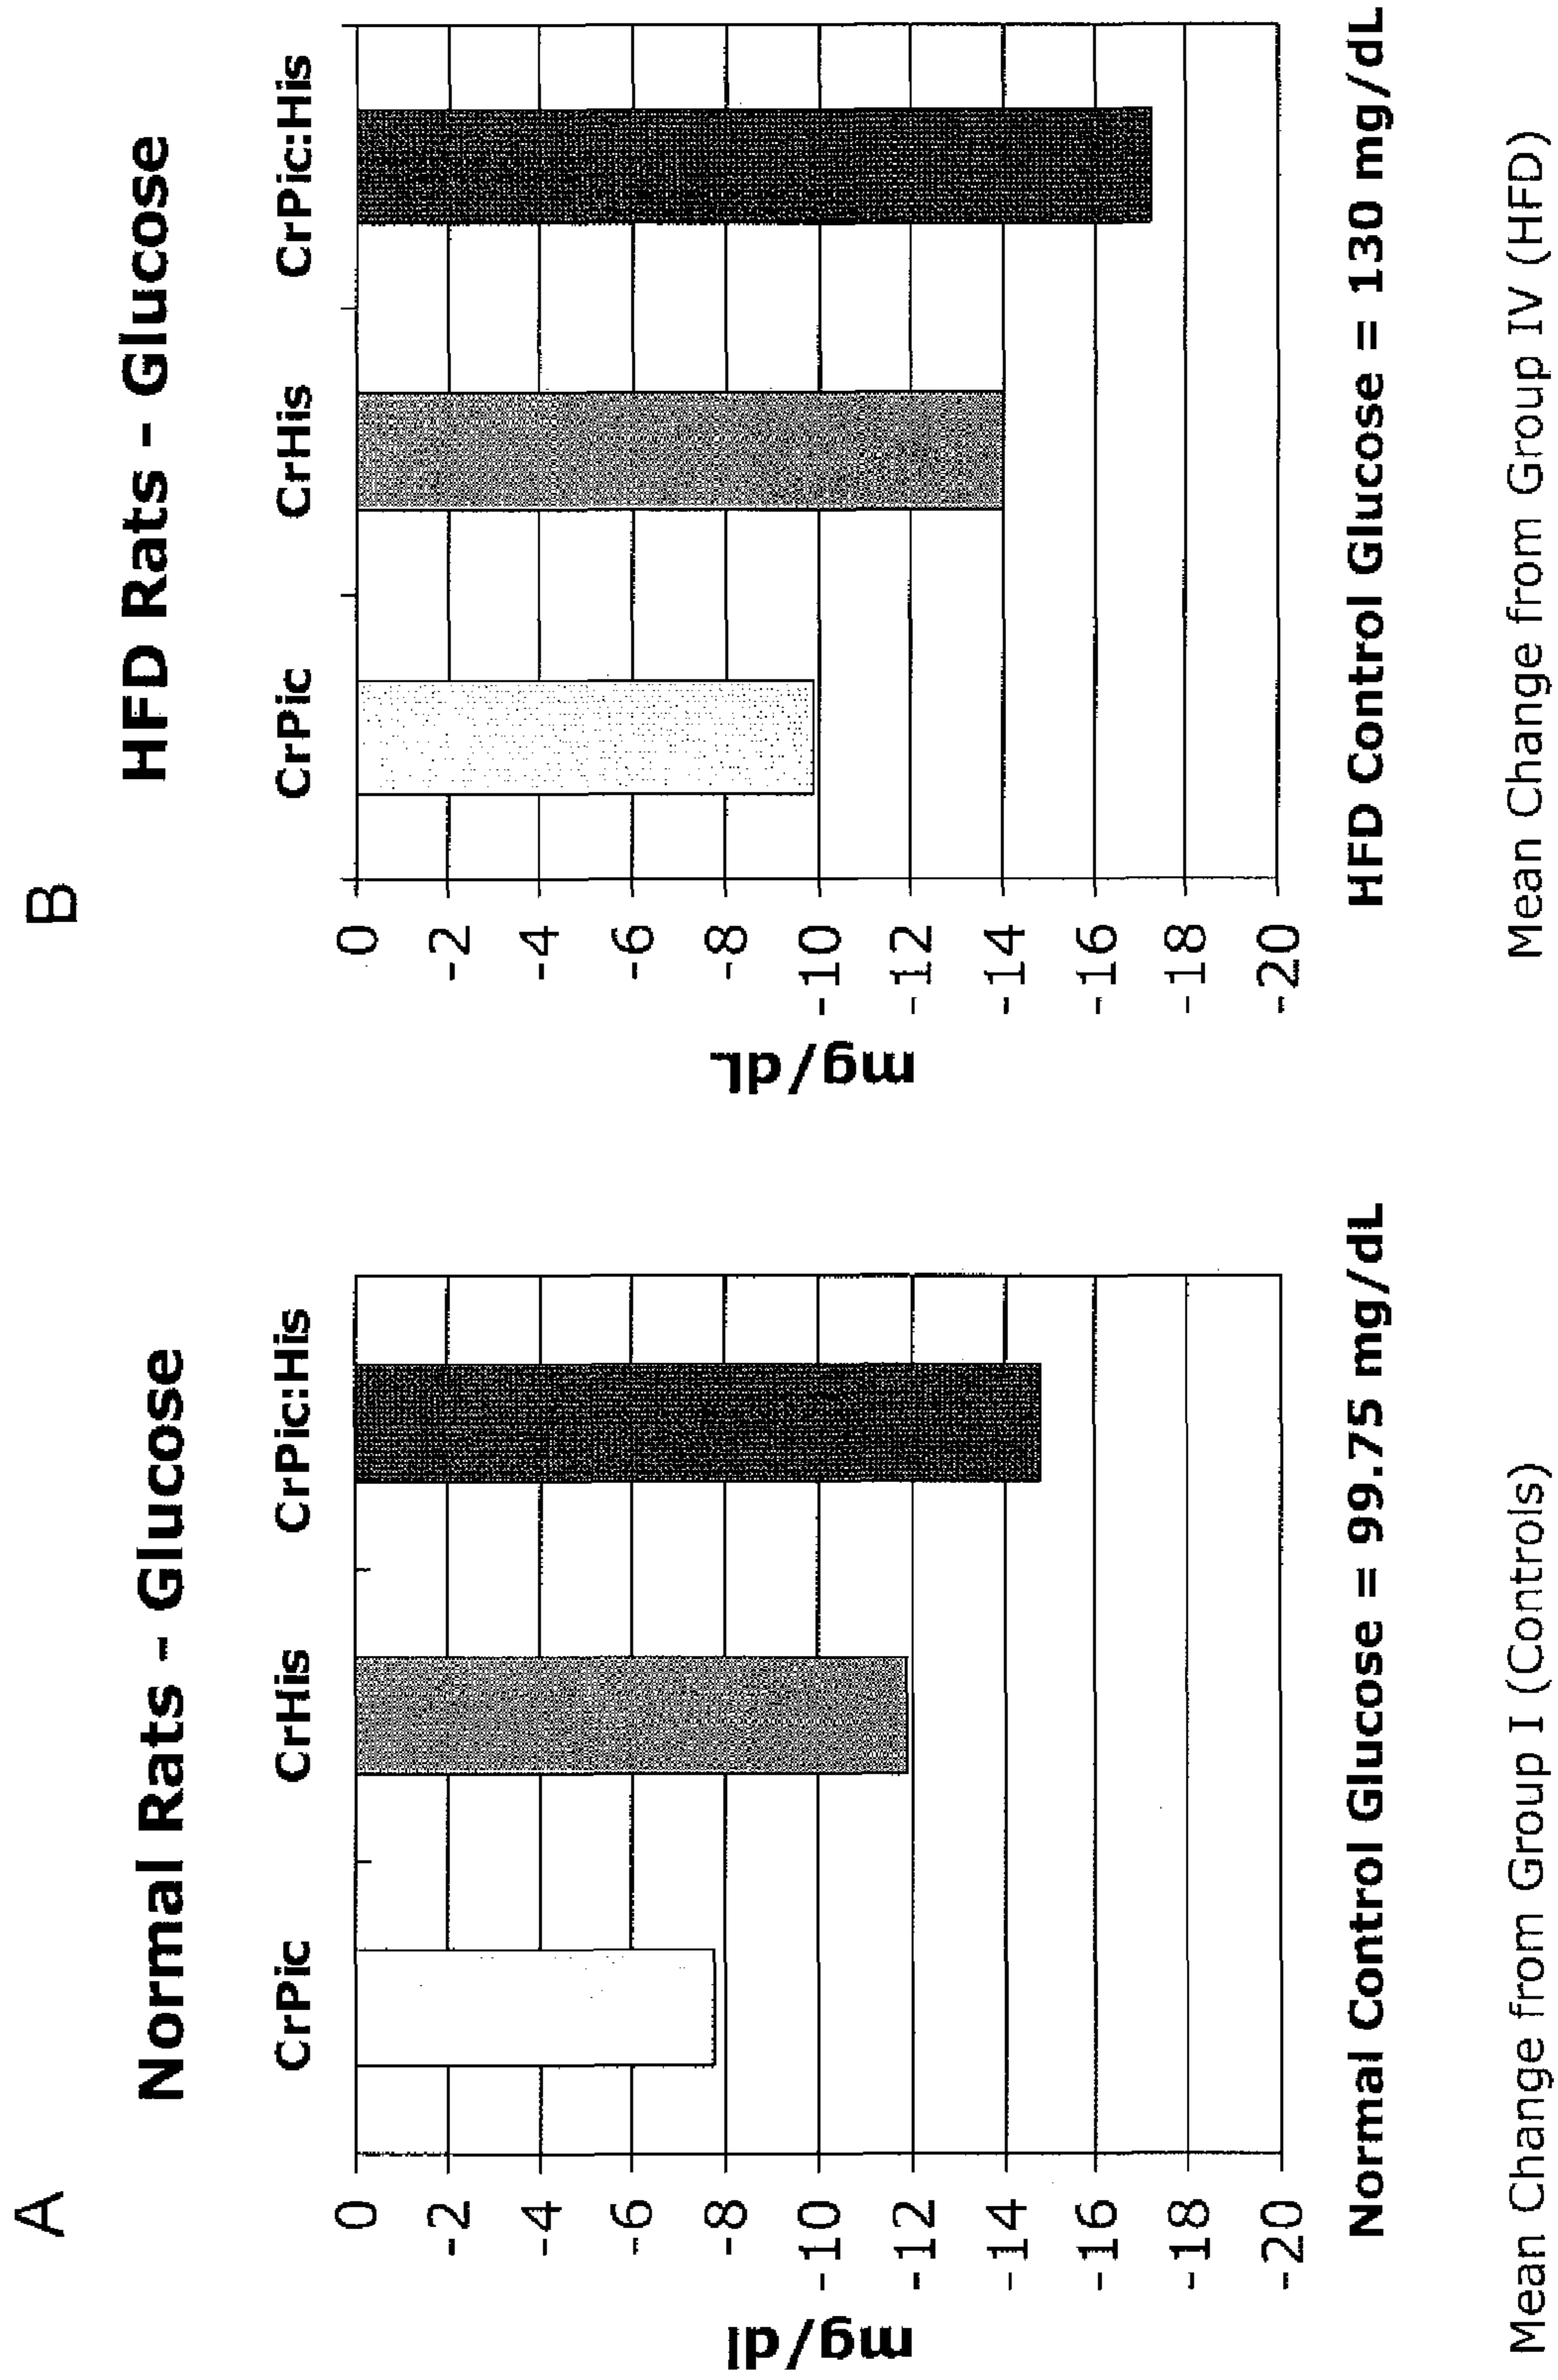 A
Normal Rats - Glucose
CrPic CrHis CrPic:His
mg/dl
0
-2
-4
-6
-8
-10
-12
-14
-16
-18
-20
Normal Control Glucose = 99.75 mg/dL
Mean Change from Group I (Controls)
B
HFD Rats - Glucose
CrPic CrHis CrPic:His
mg/dL
0
-2
-4
-6
-8
-10
-12
-14
-16
-18
-20
HFD Control Glucose = 130 mg/dL
Mean Change from Group IV (HFD)